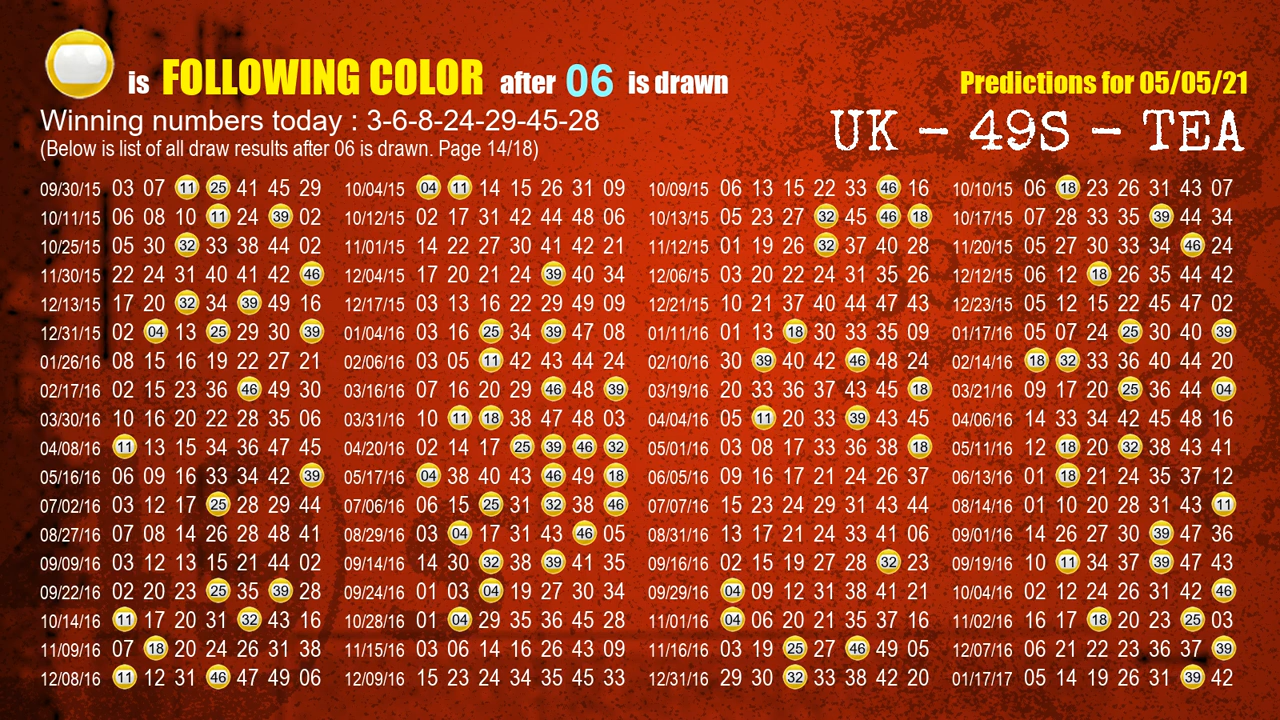 is FOLLOWING COLOR after 06 is drawn
Predictions for 05/05/21
Winning numbers today : 3-6-8-24-29-45-28
UK - 49S - TEA
(Below is list of all draw results after 06 is drawn. Page 14/18)
09/30/15 03 07 11 25 41 45 29 10/04/15 04 11 14 15 26 31 09 10/09/15 06 13 15 22 33 46 16 10/10/15 06 18 23 26 31 43 07
10/11/15 06 08 10 11 24 39 02 10/12/15 02 17 31 42 44 48 06 10/13/15 05 23 27 32 45 46 18 10/17/15 07 28 33 35 39 44 34
10/25/15 05 30 32 33 38 44 02 11/01/15 14 22 27 30 41 42 21 11/12/15 01 19 26 32 37 40 28 11/20/15 05 27 30 33 34 46 24
11/30/15 22 24 31 40 41 42 46 12/04/15 17 20 21 24 39 40 34 12/06/15 03 20 22 24 31 35 26 12/12/15 06 12 18 26 35 44 42
12/13/15 17 20 32 34 39 49 16 12/17/15 03 13 16 22 29 49 09 12/21/15 10 21 37 40 44 47 43 12/23/15 05 12 15 22 45 47 02
12/31/15 02 04 13 25 29 30 39 01/04/16 03 16 25 34 39 47 08 01/11/16 01 13 18 30 33 35 09 01/17/16 05 07 24 25 30 40 39
01/26/16 08 15 16 19 22 27 21 02/06/16 03 05 11 42 43 44 24 02/10/16 30 39 40 42 46 48 24 02/14/16 18 32 33 36 40 44 20
02/17/16 02 15 23 36 46 49 30 03/16/16 07 16 20 29 46 48 39 03/19/16 20 33 36 37 43 45 18 03/21/16 09 17 20 25 36 44 04
03/30/16 10 16 20 22 28 35 06 03/31/16 10 11 18 38 47 48 03 04/04/16 05 11 20 33 39 43 45 04/06/16 14 33 34 42 45 48 16
04/08/16 11 13 15 34 36 47 45 04/20/16 02 14 17 25 39 46 32 05/01/16 03 08 17 33 36 38 18 05/11/16 12 18 20 32 38 43 41
05/16/16 06 09 16 33 34 42 39 05/17/16 04 38 40 43 46 49 18 06/05/16 09 16 17 21 24 26 37 06/13/16 01 18 21 24 35 37 12
07/02/16 03 12 17 25 28 29 44 07/06/16 06 15 25 31 32 38 46 07/07/16 15 23 24 29 31 43 44 08/14/16 01 10 20 28 31 43 11
08/27/16 07 08 14 26 28 48 41 08/29/16 03 04 17 31 43 46 05 08/31/16 13 17 21 24 33 41 06 09/01/16 14 26 27 30 39 47 36
09/09/16 03 12 13 15 21 44 02 09/14/16 14 30 32 38 39 41 35 09/16/16 02 15 19 27 28 32 23 09/19/16 10 11 34 37 39 47 43
09/22/16 02 20 23 25 35 39 28 09/24/16 01 03 04 19 27 30 34 09/29/16 04 09 12 31 38 41 21 10/04/16 02 12 24 26 31 42 46
10/14/16 11 17 20 31 32 43 16 10/28/16 01 04 29 35 36 45 28 11/01/16 04 06 20 21 35 37 16 11/02/16 16 17 18 20 23 25 03
11/09/16 07 18 20 24 26 31 38 11/15/16 03 06 14 16 26 43 09 11/16/16 03 19 25 27 46 49 05 12/07/16 06 21 22 23 36 37 39
12/08/16 11 12 31 46 47 49 06 12/09/16 15 23 24 34 35 45 33 12/31/16 29 30 32 33 38 42 20 01/17/17 05 14 19 26 31 39 42